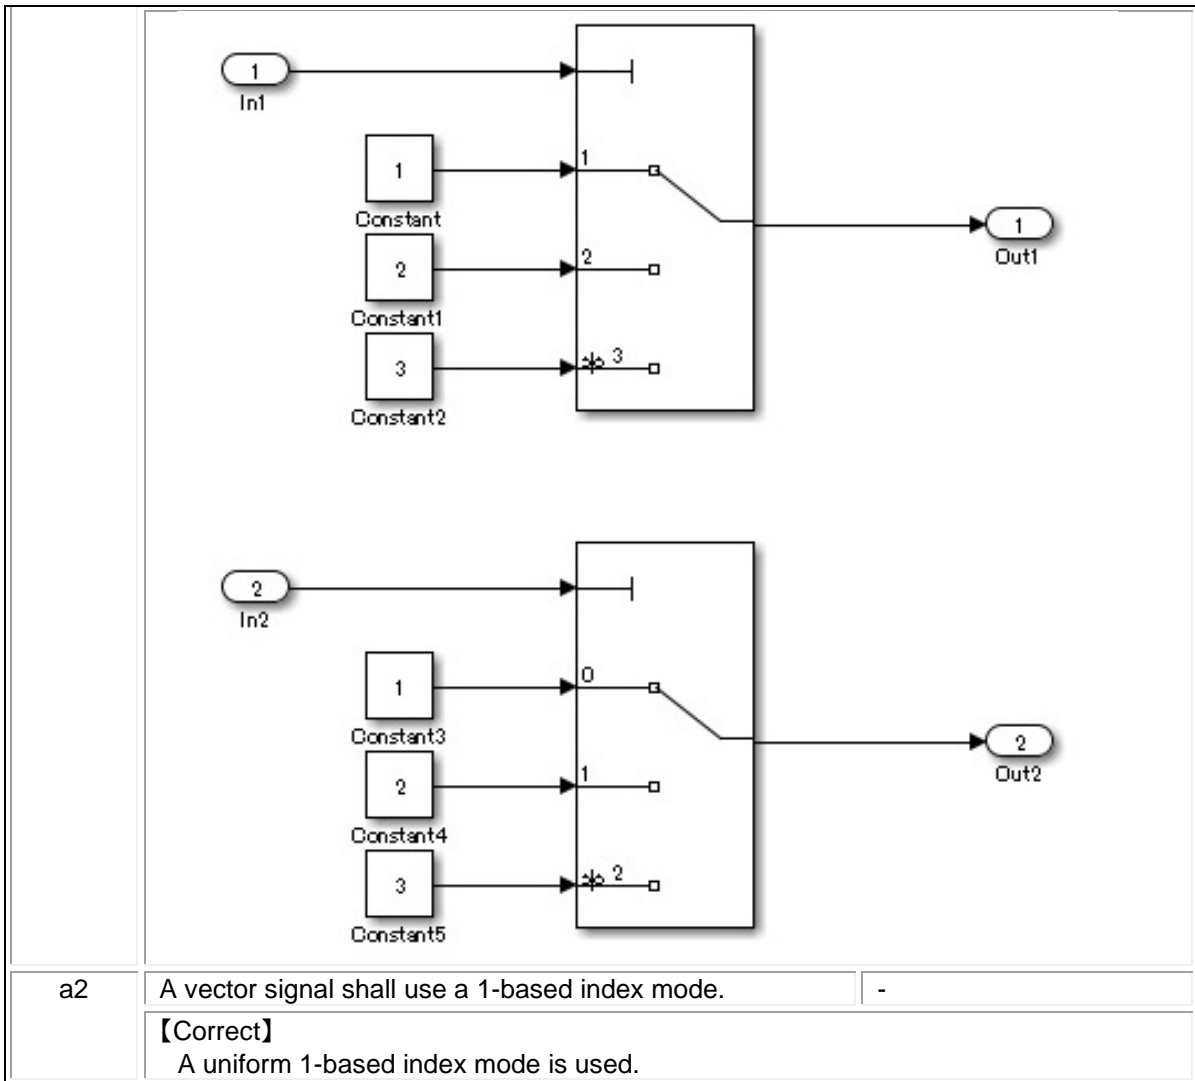 1
In1
1
1
Constant
1
Out1
2
2
Constant1
3
* 3
Constant2
2
In2
1
0
Constant3
2
Out2
2
1
Constant4
3
* 2
Constant5
a2 A vector signal shall use a 1-based index mode. -
【Correct】
A uniform 1-based index mode is used.